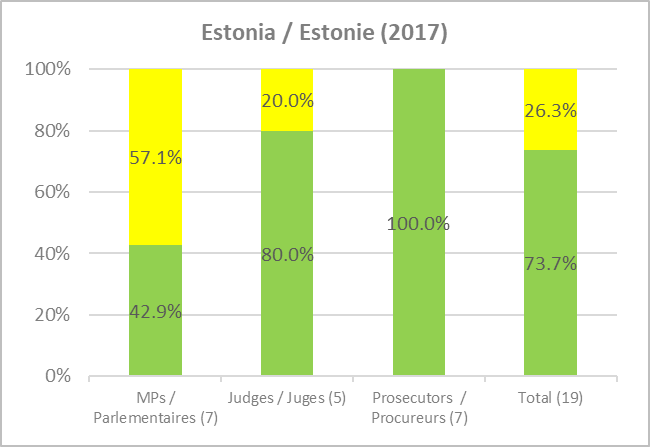 Estonia / Estonie (2017)
100%
80%
60%
40%
20%
0%
57.1%
42.9%
20.0%
80.0%
100.0%
26.3%
73.7%
MPs /
Parlementaires (7)
Judges / Juges (5)
Prosecutors /
Procureurs (7)
Total (19)